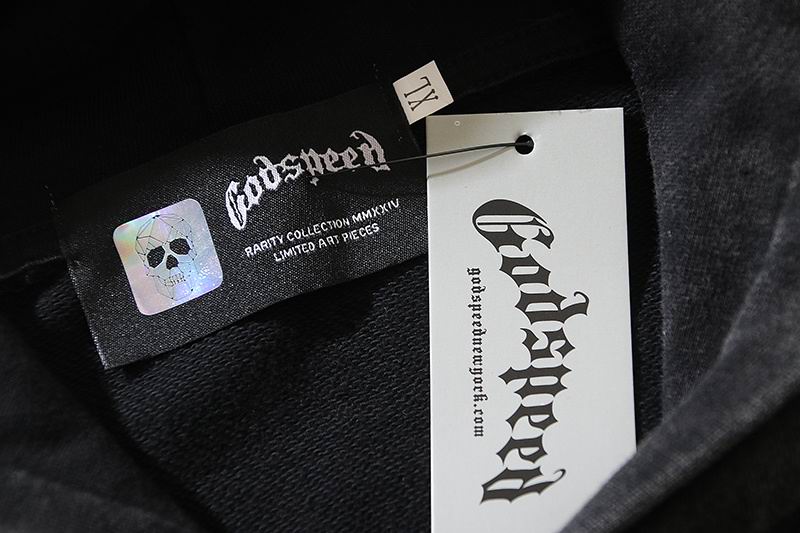 XL
Godspeed
RARITY COLLECTION MMXXIV
LIMITED ART PIECES
Godspeed
godspeednewyork.com